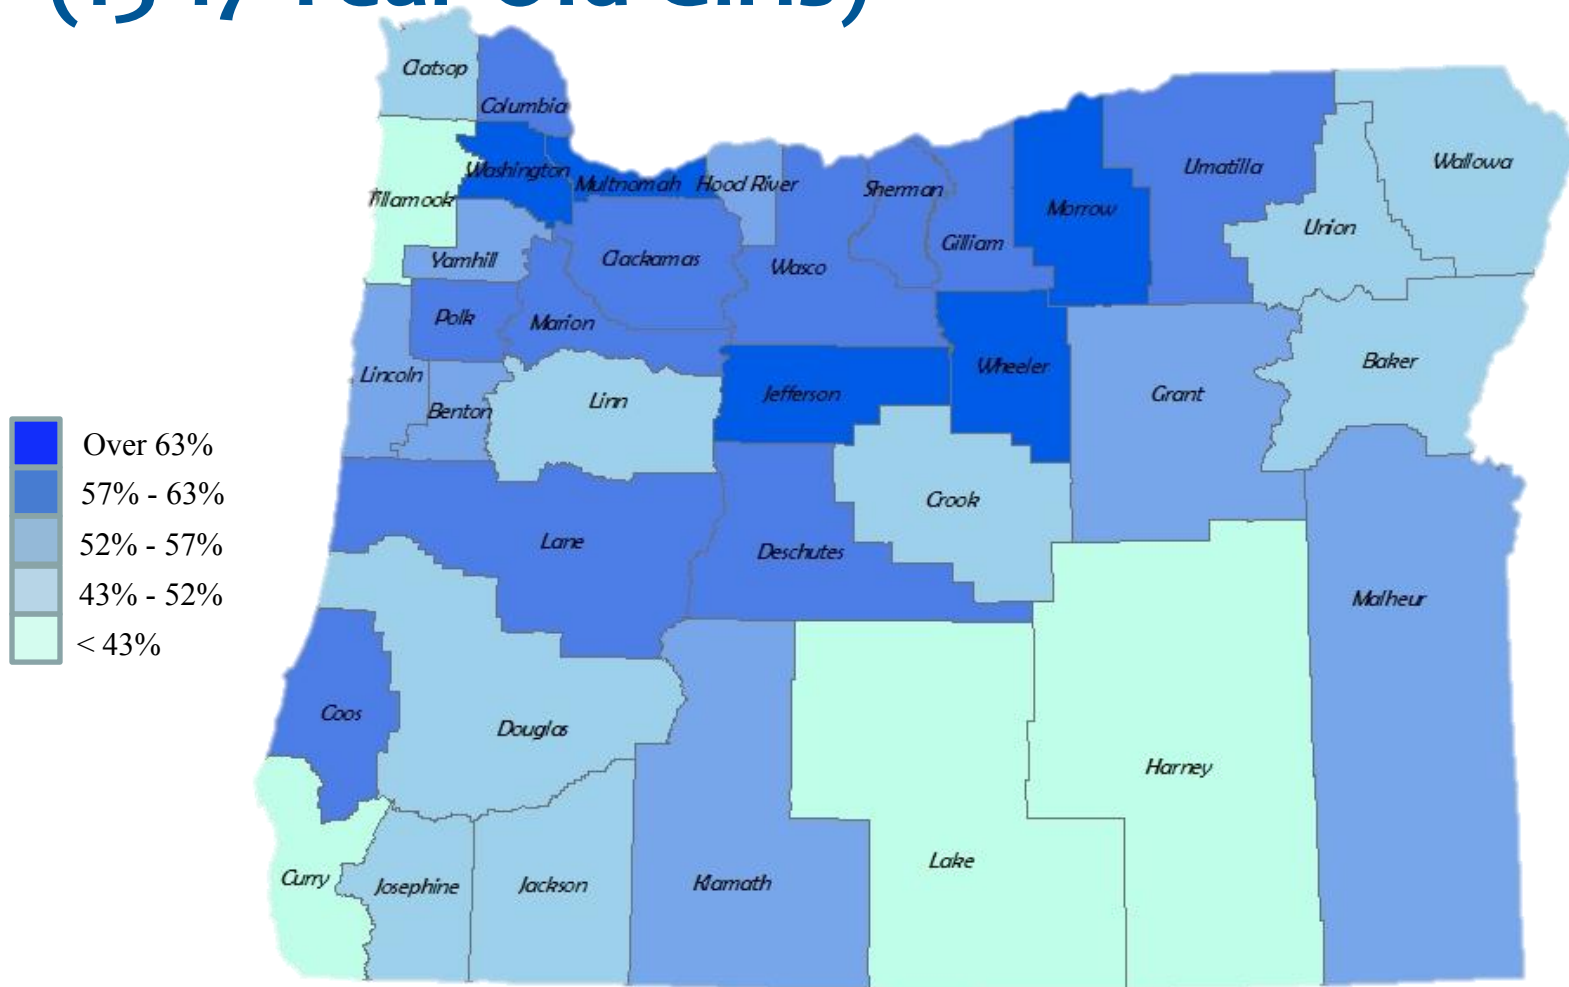 Clatsop
Columbia
Washington
Multnomah
Hood River
Sherman
Tillamook
Umatilla
Wallowa
Morrow
Union
Gilliam
Yamhill
Clackamas
Wasco
Polk
Marion
Lincoln
Benton
Linn
Jefferson
Wheeler
Grant
Baker
Over 63%
57% - 63%
52% - 57%
43% - 52%
< 43%
Crook
Lane
Deschutes
Malheur
Coos
Douglas
Harney
Curry
Josephine
Jackson
Klamath
Lake